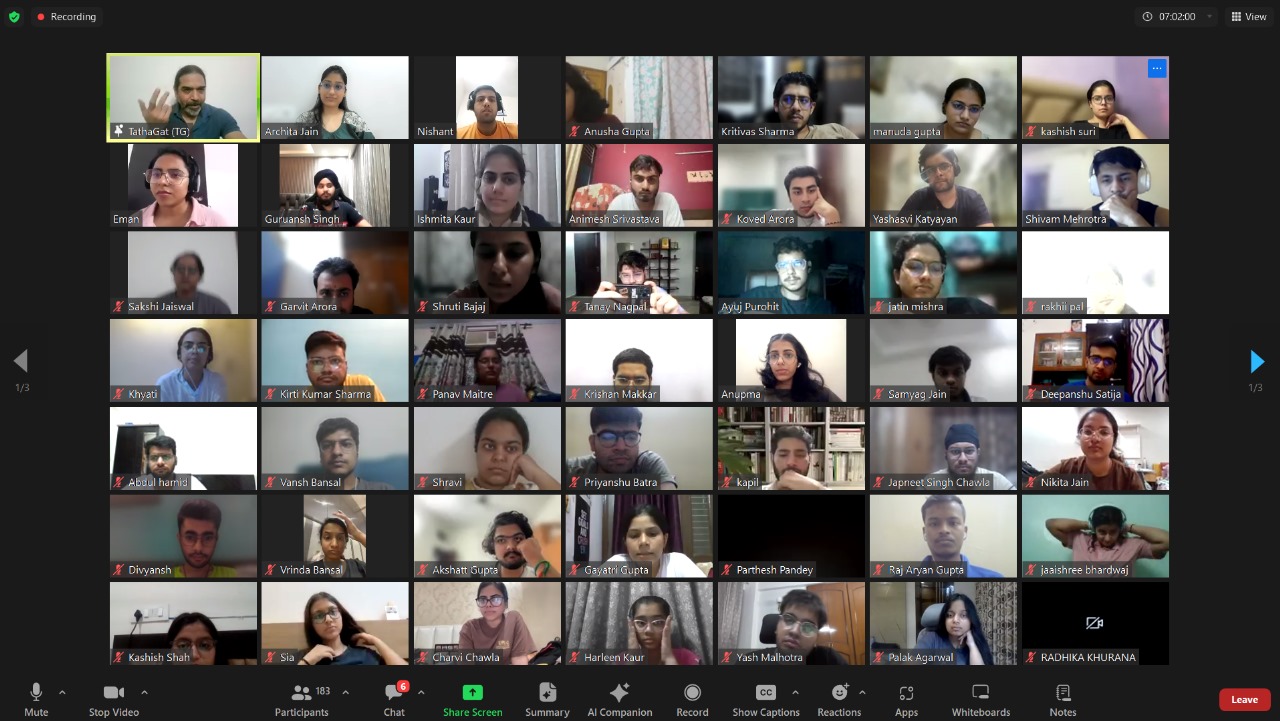 Recording
07:02:00
View
TathaGat (TG)
Archita Jain
Nishant
Anusha Gupta
Kritivas Sharma
manuda gupta
kashish suri
Eman
Guruansh Singh
Ishmita Kaur
Animesh Srivastava
Koved Arora
Yashasvi Katyayan
Shivam Mehrotra
Sakshi Jaiswal
Garvit Arora
Shruti Bajaj
Tanay Nagpal
Ayuj Purohit
jatin mishra
rakhii pal
Khyati
Kirti Kumar Sharma
Panav Maitre
Krishan Makkar
Anupma
Samyag Jain
Deepanshu Satija
1/3
1/3
Abdul hamid
Vansh Bansal
Shravi
Priyanshu Batra
kapil
Japneet Singh Chawla
Nikita Jain
Divyansh
Vrinda Bansal
Akshatt Gupta
Gayatri Gupta
Parthesh Pandey
Raj Aryan Gupta
jaaishree bhardwaj
Kashish Shah
Sia
Charvi Chawla
Harleen Kaur
Yash Malhotra
Palak Agarwal
RADHIKA KHURANA
183
6
CC
Mute
Stop Video
Participants
Chat
Share Screen
Summary
AI Companion
Record
Show Captions
Reactions
Apps
Whiteboards
Notes
Leave